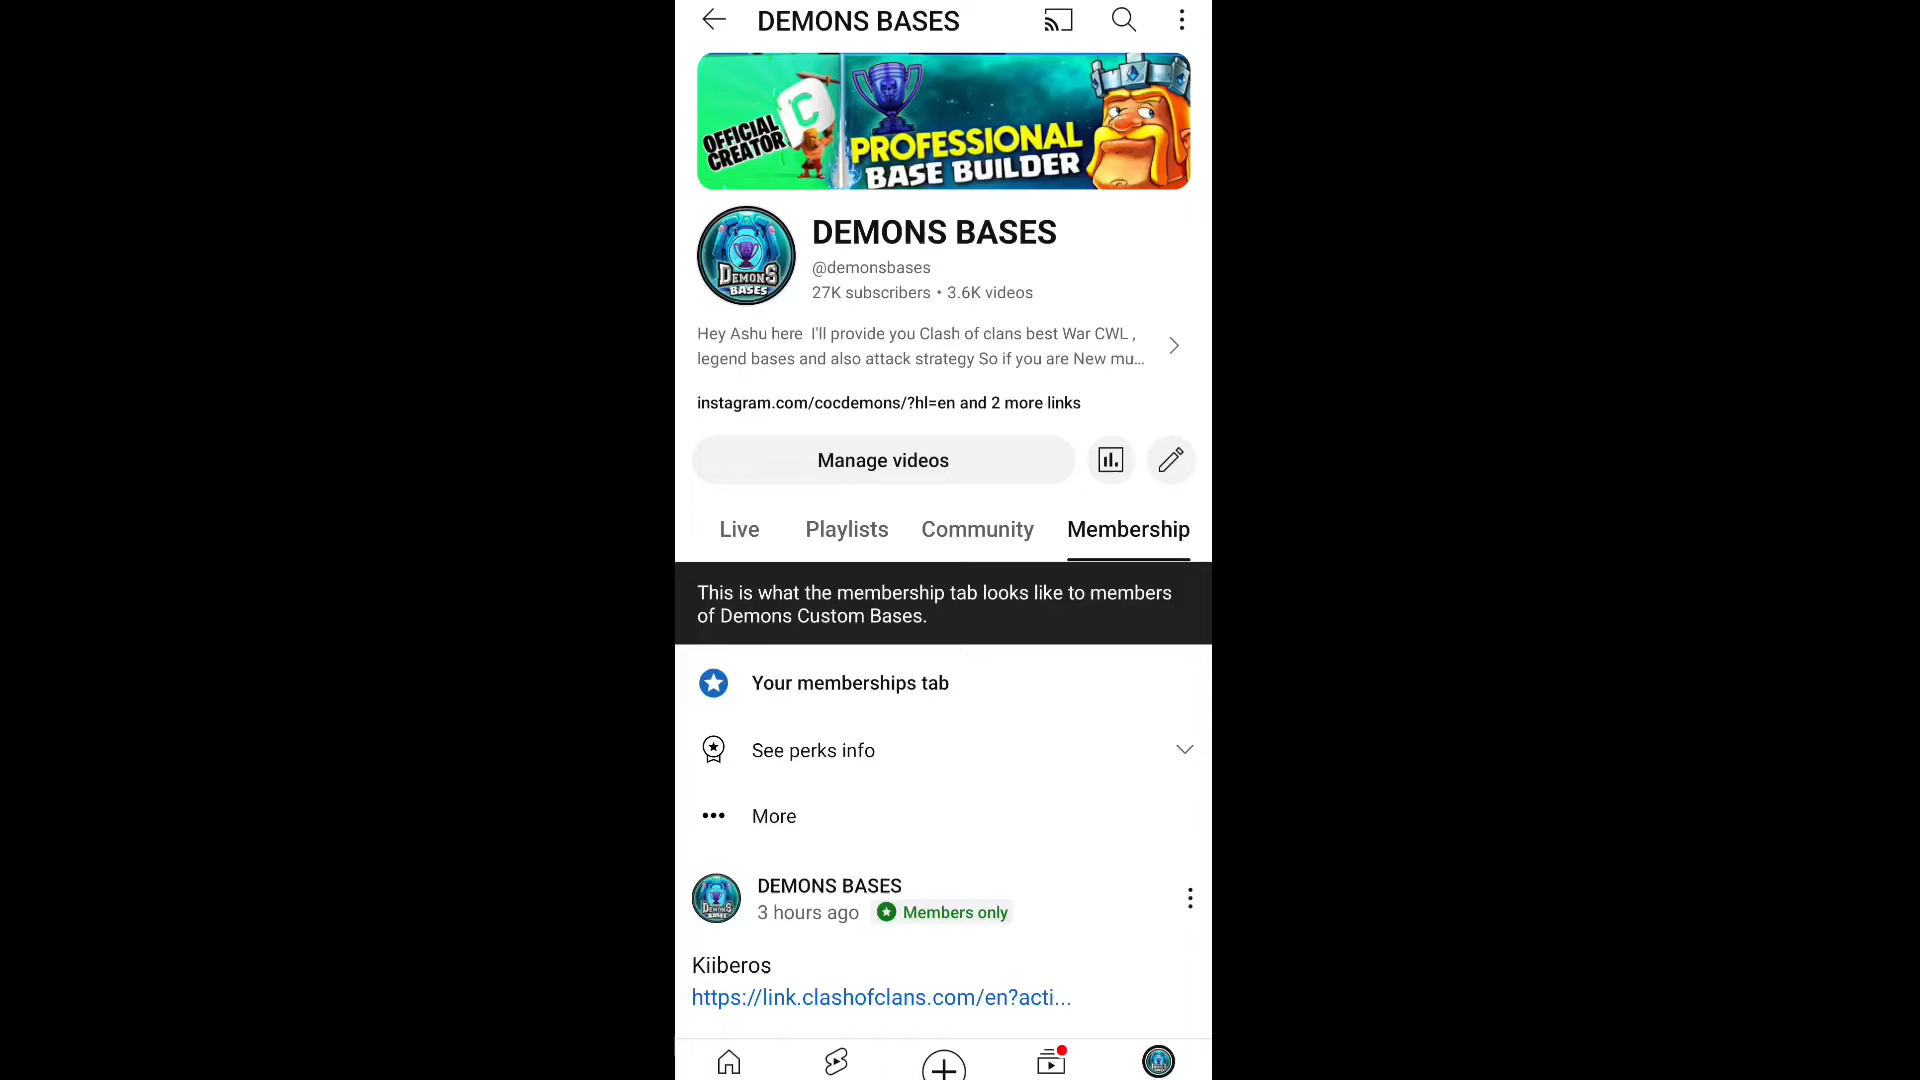 DEMONS BASES
OFFICIAL
CREATOR
C
PROFESSIONAL
BASE BUILDER
DEMONS
BASES
DEMONS BASES
@demonsbases
27K subscribers • 3.6K videos
Hey Ashu here I'll provide you Clash of clans best War CWL ,
legend bases and also attack strategy So if you are New mu...
instagram.com/cocdemons/?hl=en and 2 more links
Manage videos
Live Playlists Community Membership
This is what the membership tab looks like to members
of Demons Custom Bases.
Your memberships tab
See perks info
More
DEMONS
BASES
DEMONS BASES
3 hours ago Members only
Kiiberos
https://link.clashofclans.com/en?acti...